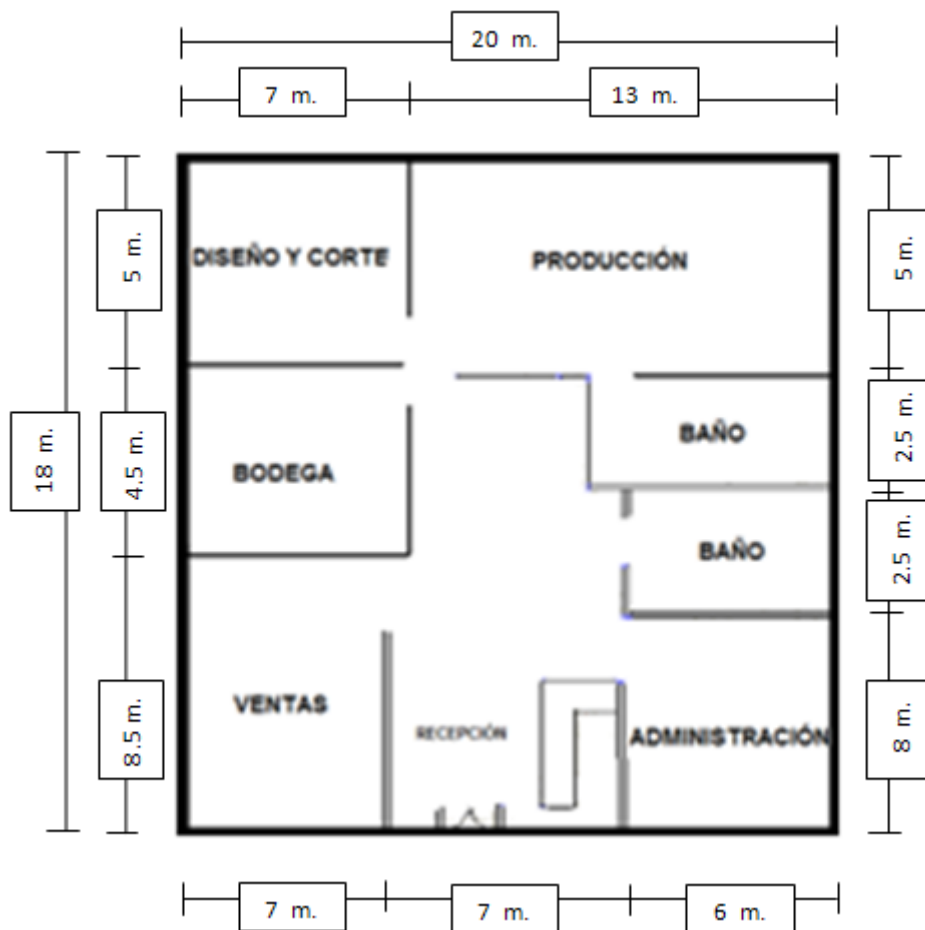 20 m.
7 m.
13 m.
18 m.
5 m.
4.5 m.
8.5 m.
DISEÑO Y CORTE
PRODUCCIÓN
BODEGA
BAÑO
BAÑO
VENTAS
RECEPCIÓN
ADMINISTRACIÓN
5 m.
2.5 m.
2.5 m.
8 m.
7 m.
7 m.
6 m.